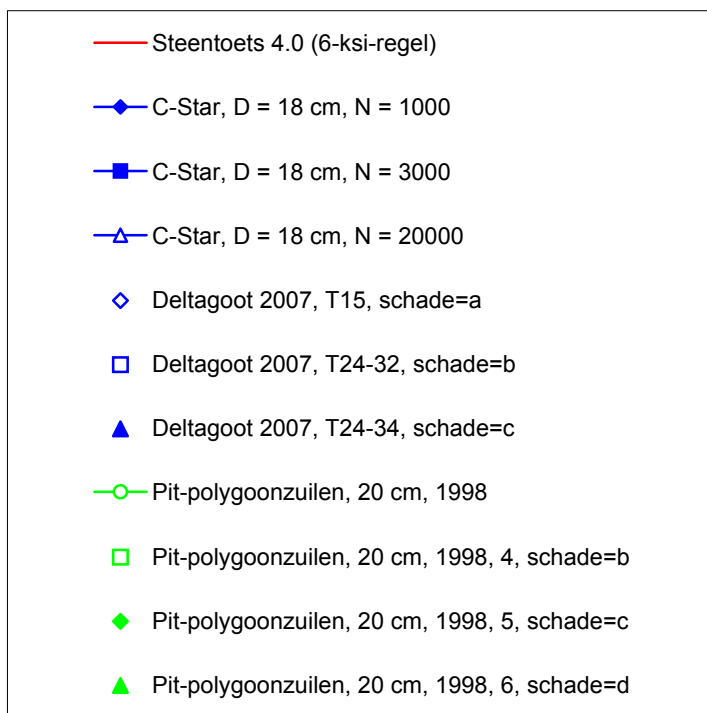 Steentoets 4.0 (6-ksi-regel)
C-Star, D = 18 cm, N = 1000
C-Star, D = 18 cm, N = 3000
C-Star, D = 18 cm, N = 20000
Deltagoot 2007, T15, schade=a
Deltagoot 2007, T24-32, schade=b
Deltagoot 2007, T24-34, schade=c
Pit-polygoonzuilen, 20 cm, 1998
Pit-polygoonzuilen, 20 cm, 1998, 4, schade=b
Pit-polygoonzuilen, 20 cm, 1998, 5, schade=c
Pit-polygoonzuilen, 20 cm, 1998, 6, schade=d